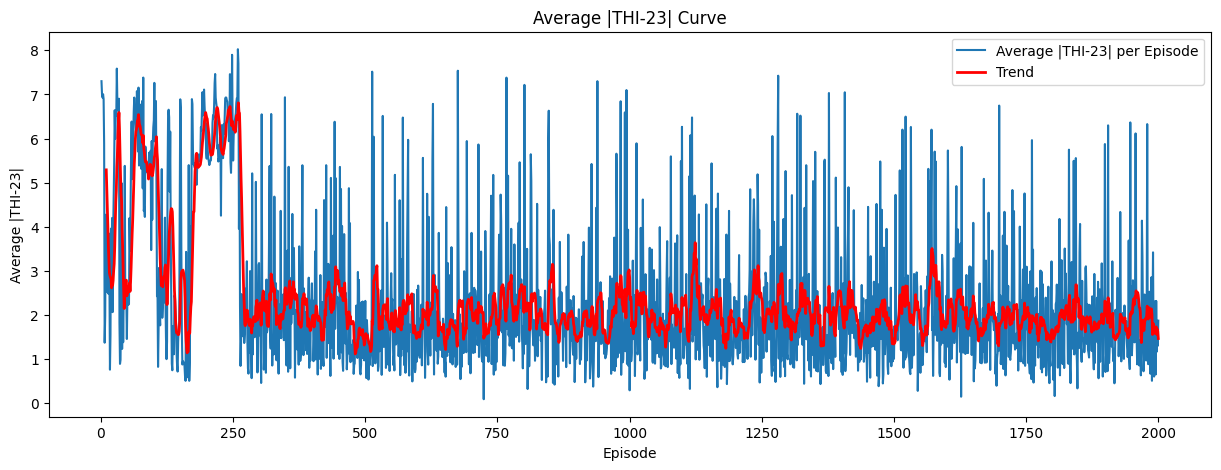 Average |THI-23| Curve
Average |THI-23| per Episode
Trend
Average |THI-23|
8
7
6
5
4
3
2
1
0
0 250 500 750 1000 1250 1500 1750 2000
Episode